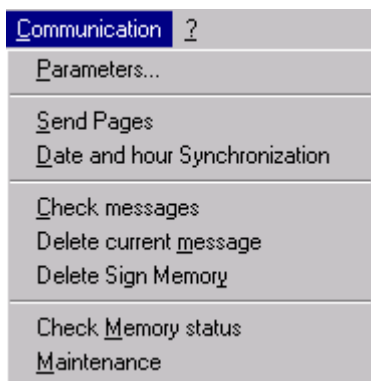 Communication ?
Parameters...
Send Pages
Date and hour Synchronization
Check messages
Delete current message
Delete Sign Memory
Check Memory status
Maintenance